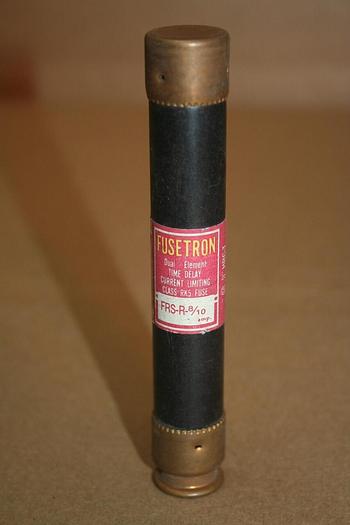 FUSETRON
Dual Element
TIME DELAY
CURRENT LIMITING
CLASS RK5 FUSE
FRS-R-8/10
amp.